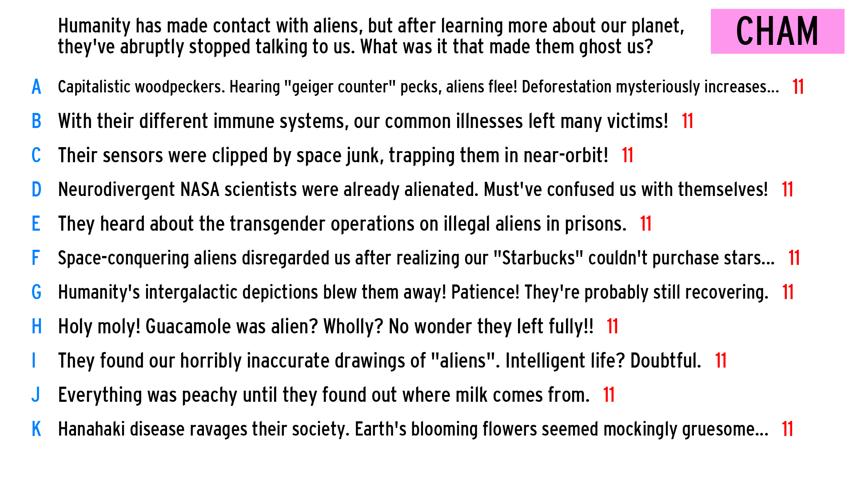 Humanity has made contact with aliens, but after learning more about our planet,
they've abruptly stopped talking to us. What was it that made them ghost us?
CHAM
A Capitalistic woodpeckers. Hearing "geiger counter" pecks, aliens flee! Deforestation mysteriously increases... 11
B With their different immune systems, our common illnesses left many victims! 11
C Their sensors were clipped by space junk, trapping them in near-orbit! 11
D Neurodivergent NASA scientists were already alienated. Must've confused us with themselves! 11
E They heard about the transgender operations on illegal aliens in prisons. 11
F Space-conquering aliens disregarded us after realizing our "Starbucks" couldn't purchase stars... 11
G Humanity's intergalactic depictions blew them away! Patience! They're probably still recovering. 11
H Holy moly! Guacamole was alien? Wholly? No wonder they left fully!! 11
I They found our horribly inaccurate drawings of "aliens". Intelligent life? Doubtful. 11
J Everything was peachy until they found out where milk comes from. 11
K Hanahaki disease ravages their society. Earth's blooming flowers seemed mockingly gruesome... 11